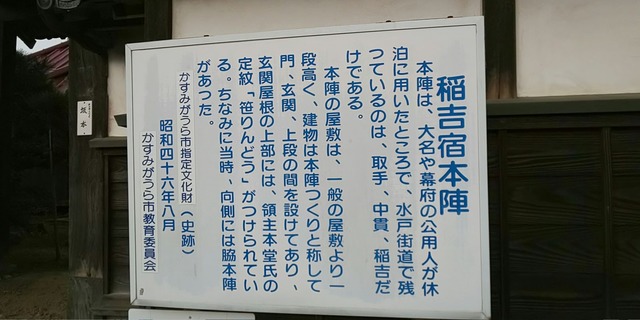 稲吉宿本陣
本陣は、大名や幕府の公用人が休
泊に用いたところで、水戸街道で残
っているのは、取手、中貫、稲吉だ
けである。
本陣の屋敷は、一般の屋敷より一
段高く、建物は本陣つくりと称して
門、玄関、上段の間を設けてあり、
玄関屋根の上部には、領主本堂氏の
定紋「笹りんどう」がつけられてい
る。ちなみに当時、向側には脇本陣
があった。
かすみがうら市指定文化財(史跡)
昭和四十六年八月
かすみがうら市教育委員会
坂本